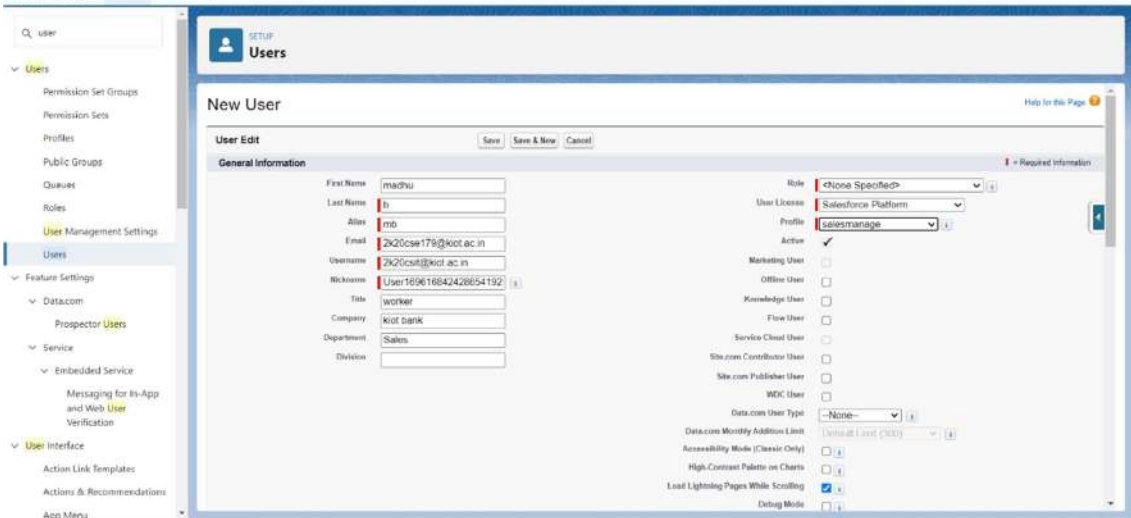 user
Users
Permission Set Groups
Permission Sets
Profiles
Public Groups
Queues
Roles
User Management Settings
Users
Feature Settings
Data.com
Prospector Users
Service
Embedded Service
Messaging for In-App
and Web User
Verification
User Interface
Action Link Templates
Actions & Recommendations
App Menu
SETUP
Users
New User
Help for this Page
User Edit
Save Save & New Cancel
General Information
= Required Information
First Name madhu
Last Name b
Alias mb
Email 2k20cse179@kiot.ac.in
Username 2k20csit@kiot.ac.in
Nickname User169616842428654192
Title worker
Company kiot bank
Department Sales
Division
Role <None Specified>
User License Salesforce Platform
Profile salesmanage
Active
Marketing User
Offline User
Knowledge User
Flow User
Service Cloud User
Site.com Contributor User
Site.com Publisher User
WDC User
Data.com User Type --None--
Data.com Monthly Addition Limit Default Limit (300)
Accessibility Mode (Classic Only)
High-Contrast Palette on Charts
Load Lightning Pages While Scrolling
Debug Mode